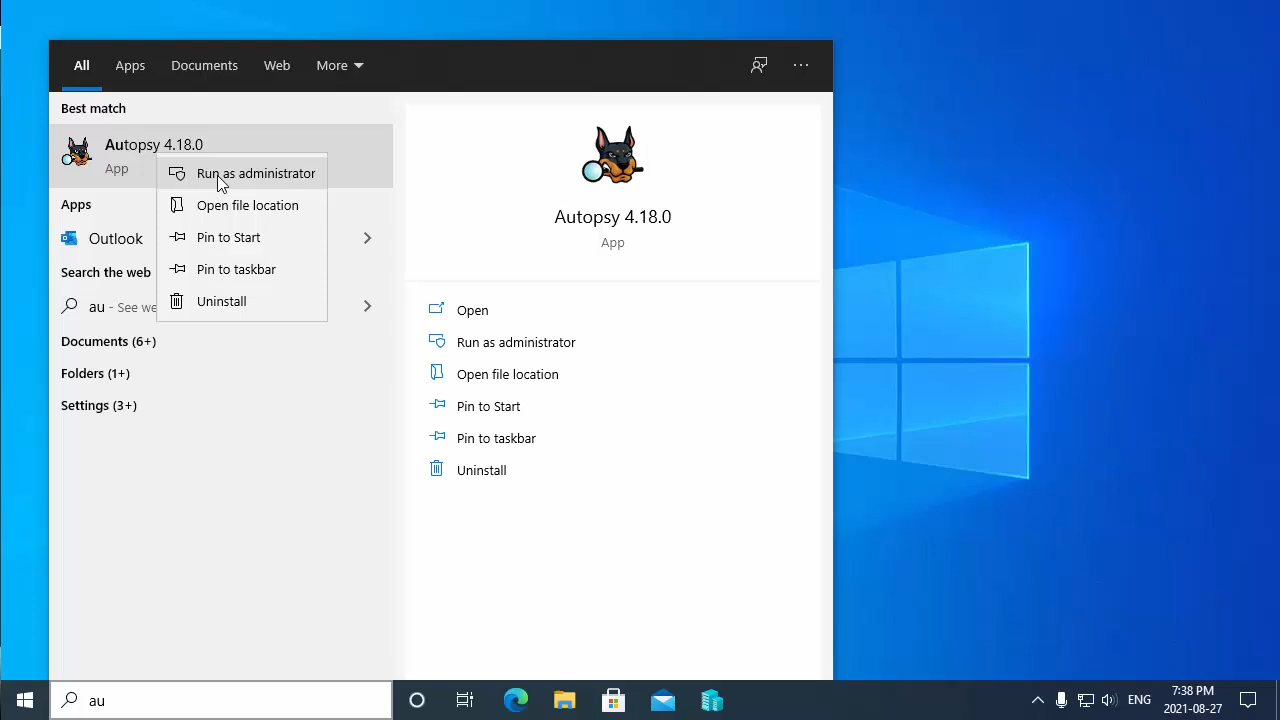 All
Apps
Documents
Web
More
Best match
Autopsy 4.18.0
App
Run as administrator
Open file location
Pin to Start
Pin to taskbar
Uninstall
Apps
Outlook
Search the web
au - See we
Documents (6+)
Folders (1+)
Settings (3+)
Autopsy 4.18.0
App
Open
Run as administrator
Open file location
Pin to Start
Pin to taskbar
Uninstall
au
ENG
7:38 PM
2021-08-27